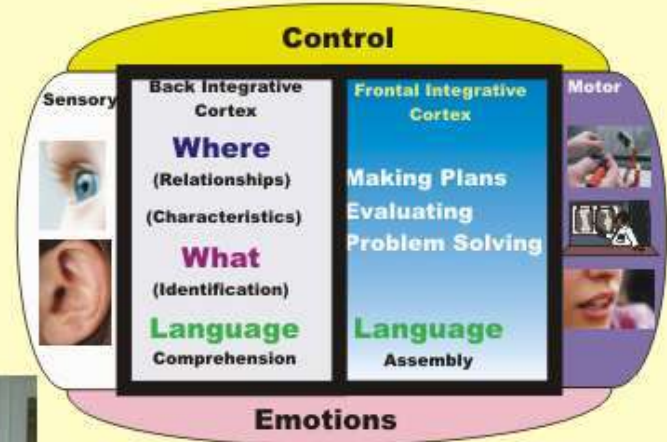 Control
Sensory
Back Integrative
Cortex
Where
(Relationships)
(Characteristics)
What
(Identification)
Language
Comprehension
Frontal Integrative
Cortex
Making Plans
Evaluating
Problem Solving
Language
Assembly
Motor
Emotions